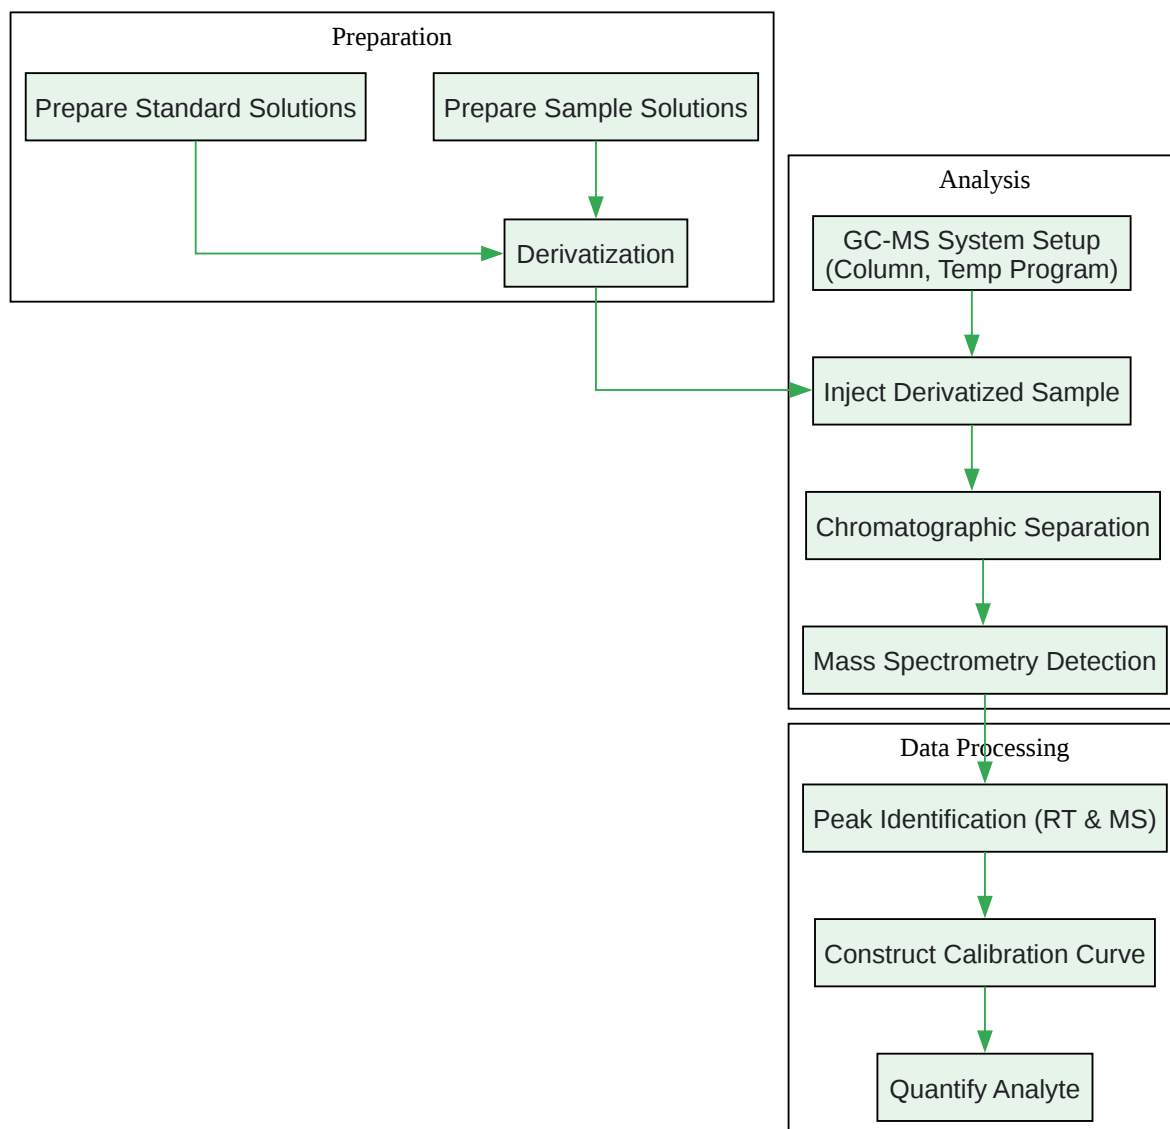 Preparation
Prepare Standard Solutions
Prepare Sample Solutions
Derivatization
Analysis
GC-MS System Setup
(Column, Temp Program)
Inject Derivatized Sample
Chromatographic Separation
Mass Spectrometry Detection
Data Processing
Peak Identification (RT & MS)
Construct Calibration Curve
Quantify Analyte